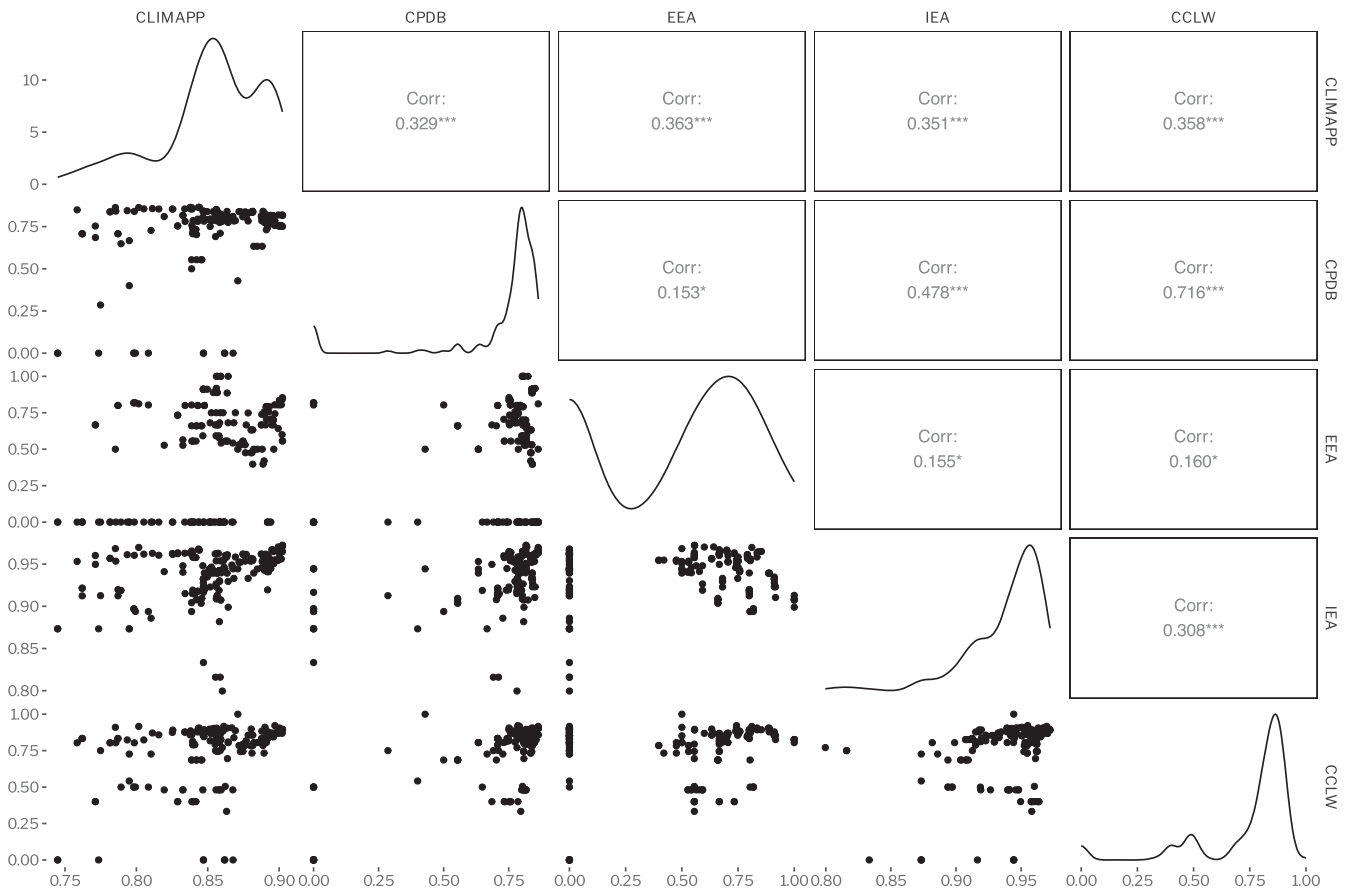 CLIMAPP CPDB EEA IEA CCLW
10
5
0
Corr:
0.329***
Corr:
0.363***
Corr:
0.351***
Corr:
0.358***
CLIMAPP
0.75
0.50
0.25
0.00
Corr:
0.153*
Corr:
0.478***
Corr:
0.716***
CPDB
1.00
0.75
0.50
0.25
0.00
Corr:
0.155*
Corr:
0.160*
EEA
0.95
0.90
0.85
0.80
Corr:
0.308***
IEA
1.00
0.75
0.50
0.25
0.00
CCLW
0.75 0.80 0.85 0.90 0.00 0.25 0.50 0.75 0.00 0.25 0.50 0.75 1.00 0.80 0.85 0.90 0.95 0.00 0.25 0.50 0.75 1.00